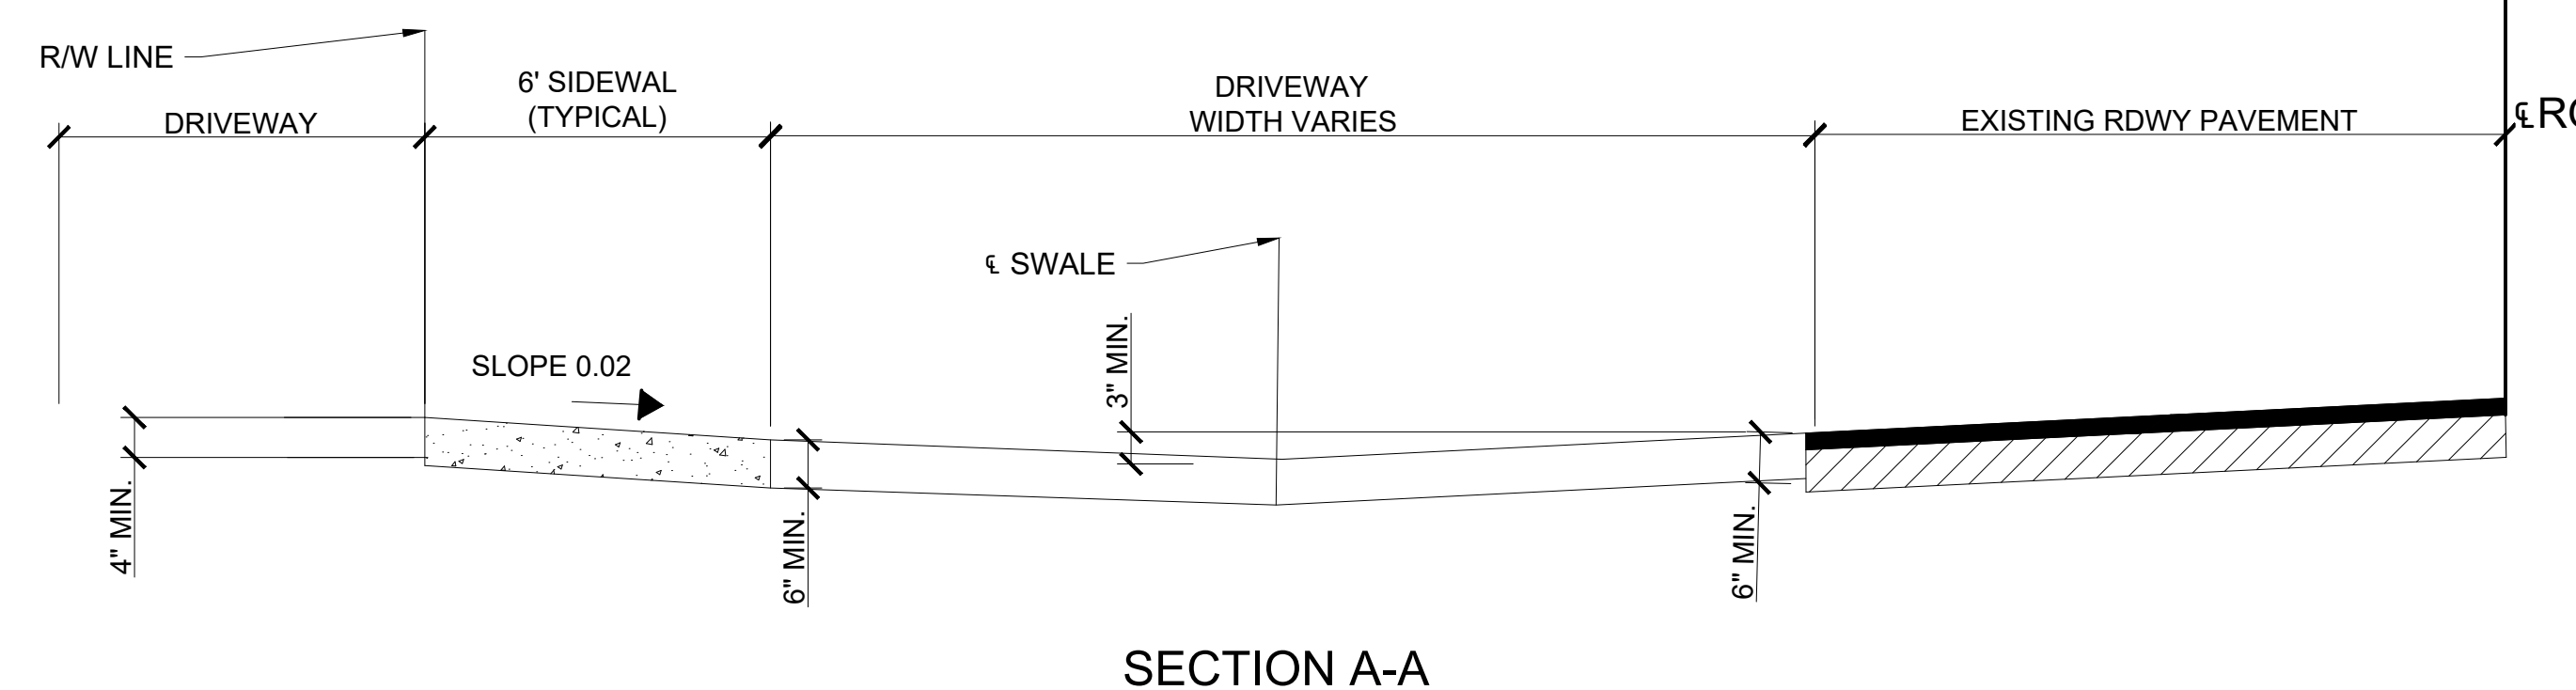 R/W LINE
DRIVEWAY
6' SIDEWAL
(TYPICAL)
DRIVEWAY
WIDTH VARIES
EXISTING RDWY PAVEMENT
℄
℄ SWALE
SLOPE 0.02
3" MIN.
4" MIN.
6" MIN.
6" MIN.
SECTION A-A